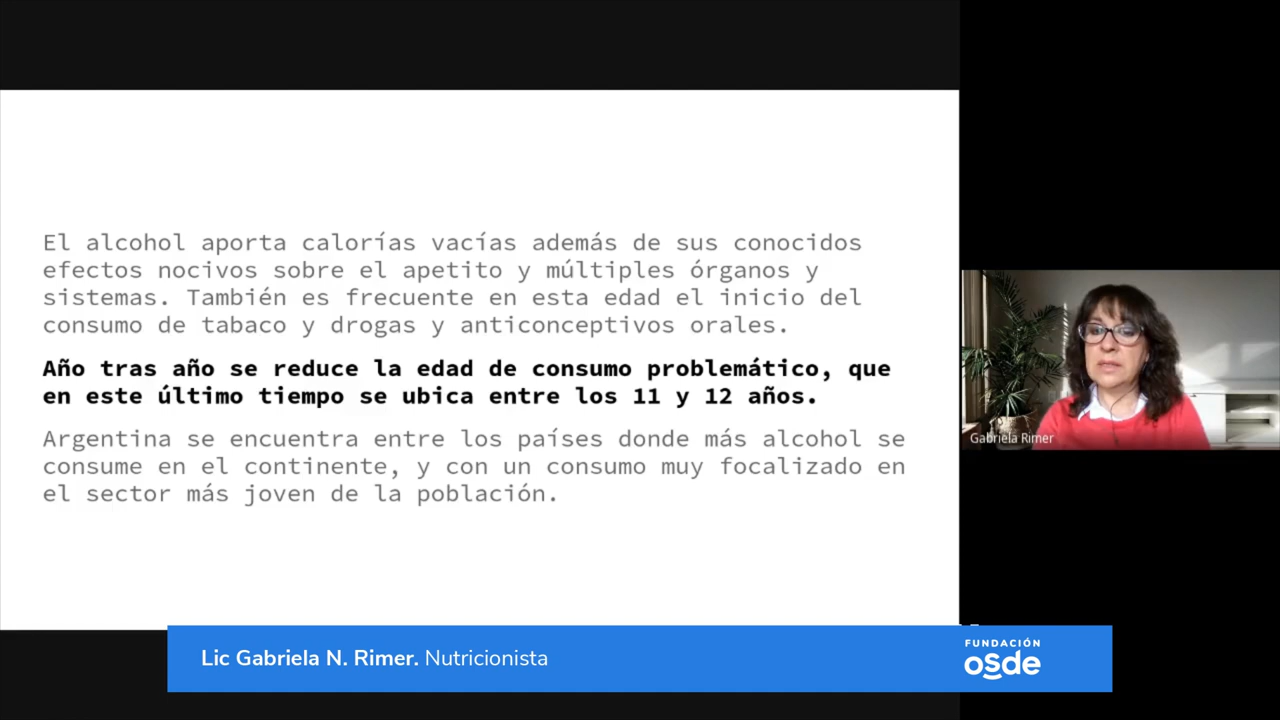 El alcohol aporta calorías vacías además de sus conocidos
efectos nocivos sobre el apetito y múltiples órganos y
sistemas. También es frecuente en esta edad el inicio del
consumo de tabaco y drogas y anticonceptivos orales.
Año tras año se reduce la edad de consumo problemático, que
en este último tiempo se ubica entre los 11 y 12 años.
Argentina se encuentra entre los países donde más alcohol se
consume en el continente, y con un consumo muy focalizado en
el sector más joven de la población.
Gabriela Rimer
Lic Gabriela N. Rimer. Nutricionista
FUNDACIÓN
osde